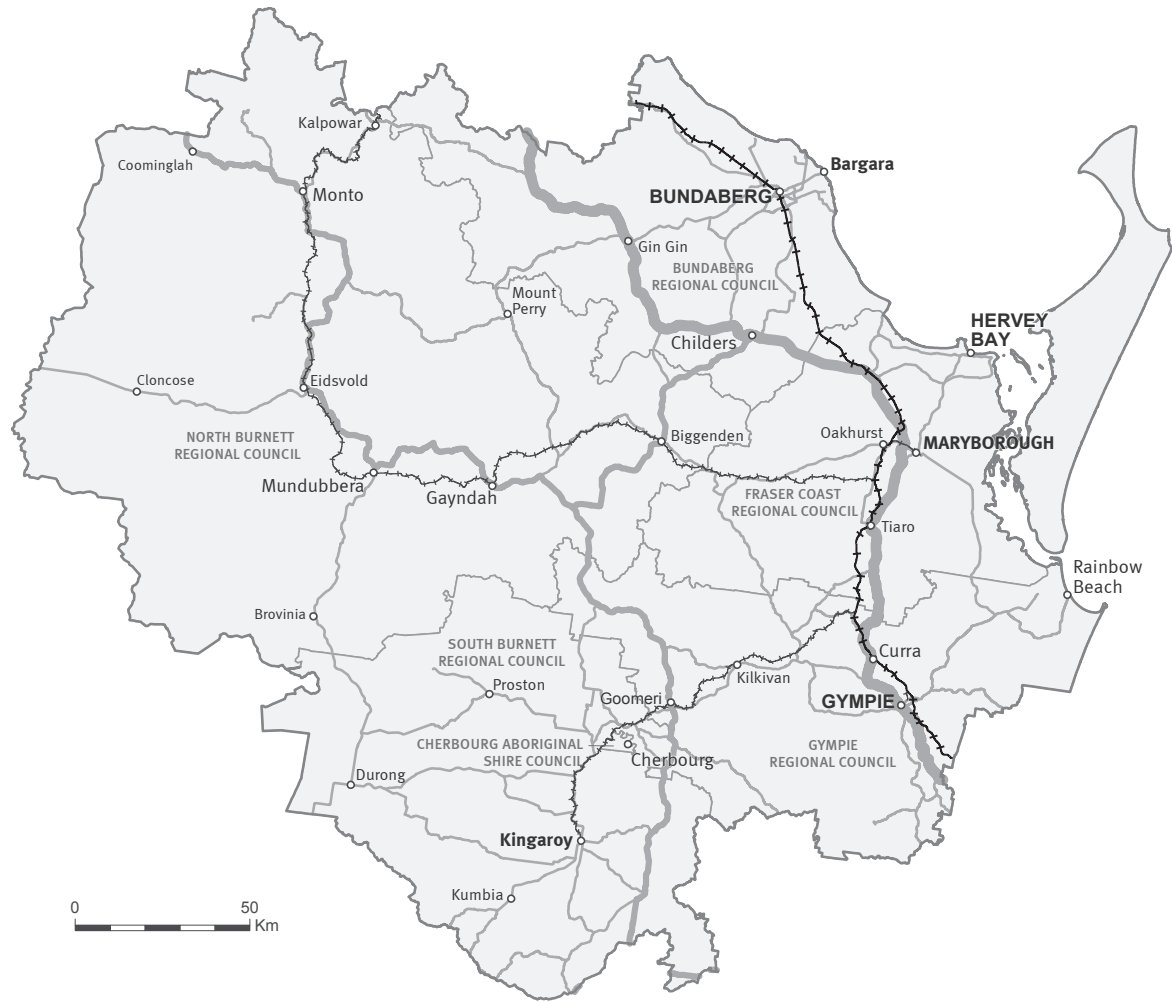 Kalpowar
Coominglah
Bargara
Monto
BUNDABERG
Gin Gin
BUNDABERG
REGIONAL COUNCIL
Mount
Perry
HERVEY
BAY
Childers
Cloncose
Eidsvold
NORTH BURNETT
REGIONAL COUNCIL
Biggenden
Oakhurst
MARYBOROUGH
Mundubbera
Gayndah
FRASER COAST
REGIONAL COUNCIL
Tiaro
Rainbow
Beach
Brovinia
SOUTH BURNETT
REGIONAL COUNCIL
Curra
Kilkivan
Proston
Goomeri
GYMPIE
CHERBOURG ABORIGINAL
SHIRE COUNCIL
Cherbourg
GYMPIE
REGIONAL COUNCIL
Durong
Kingaroy
Kumbia
0 50
Km